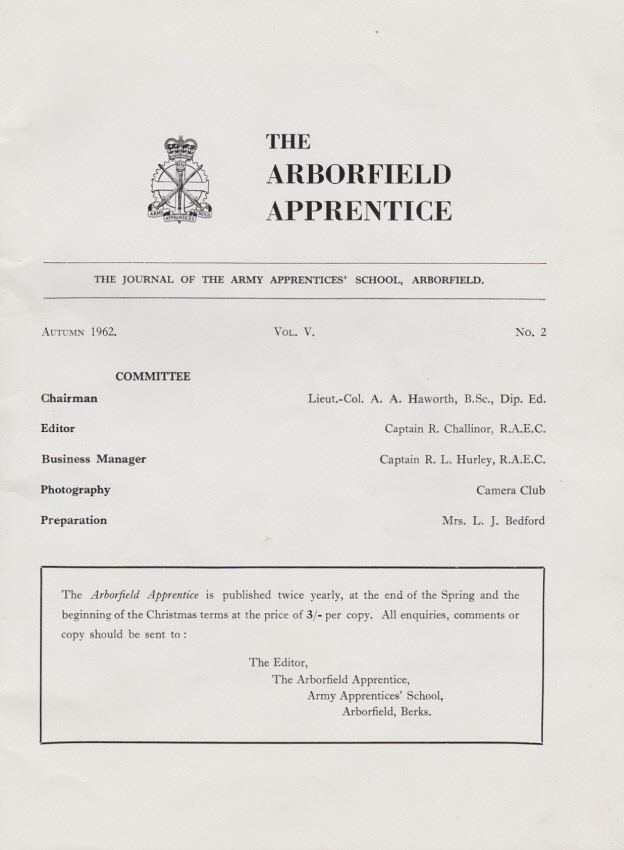 THE
ARBORFIELD
APPRENTICE
ARMY APPRENTICES SCHOOL
THE JOURNAL OF THE ARMY APPRENTICES' SCHOOL, ARBORFIELD.
AUTUMN 1962. VOL. V. No. 2
COMMITTEE
Chairman Lieut.-Col. A. A. Haworth, B.Sc., Dip. Ed.
Editor Captain R. Challinor, R.A.E.C.
Business Manager Captain R. L. Hurley, R.A.E.C.
Photography Camera Club
Preparation Mrs. L. J. Bedford
The Arborfield Apprentice is published twice yearly, at the end of the Spring and the
beginning of the Christmas terms at the price of 3/- per copy. All enquiries, comments or
copy should be sent to :
The Editor,
The Arborfield Apprentice,
Army Apprentices' School,
Arborfield, Berks.